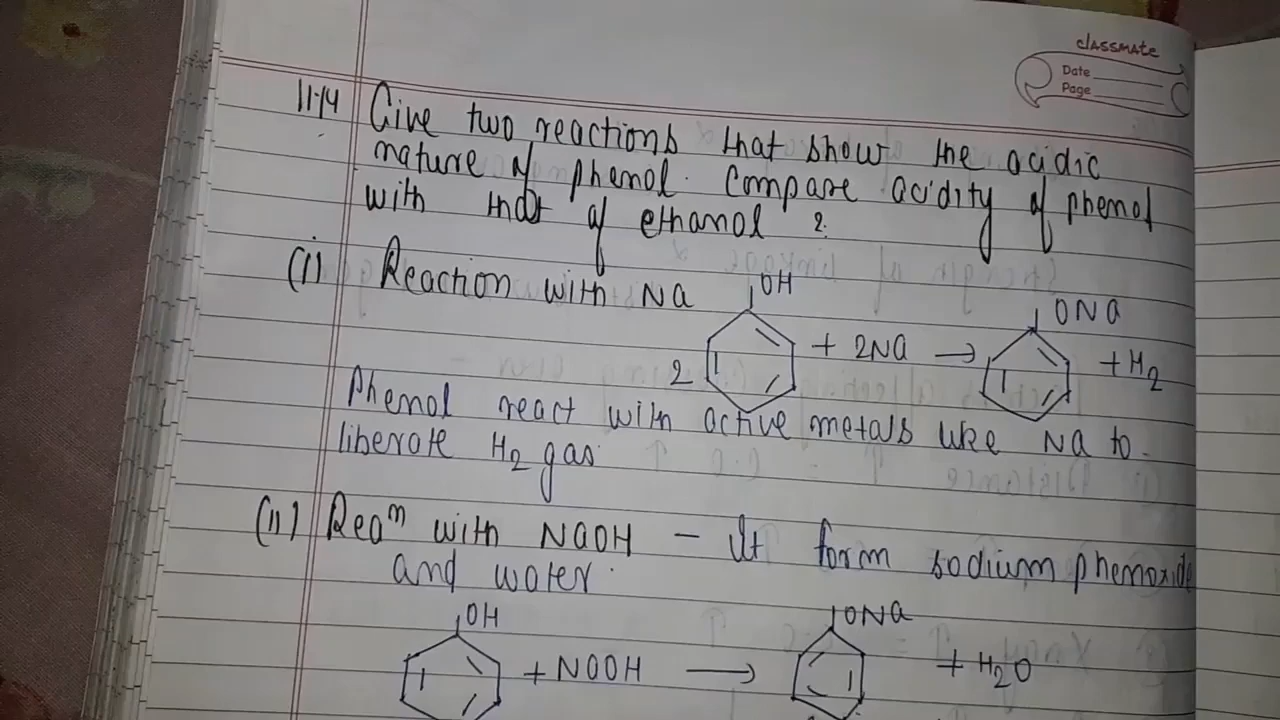 classmate
Date
Page
11.14 Give two reactions that show the acidic
nature of phenol. Compare acidity of phenol
with that of ethanol ?
(i) Reaction with Na
OH
ONa
2 + 2Na → + H2
Phenol react with active metals like Na to
liberate H2 gas
(ii) Rea^n with NaOH - It form sodium phenoxide
and water.
OH
ONa
+ NaOH → + H2O